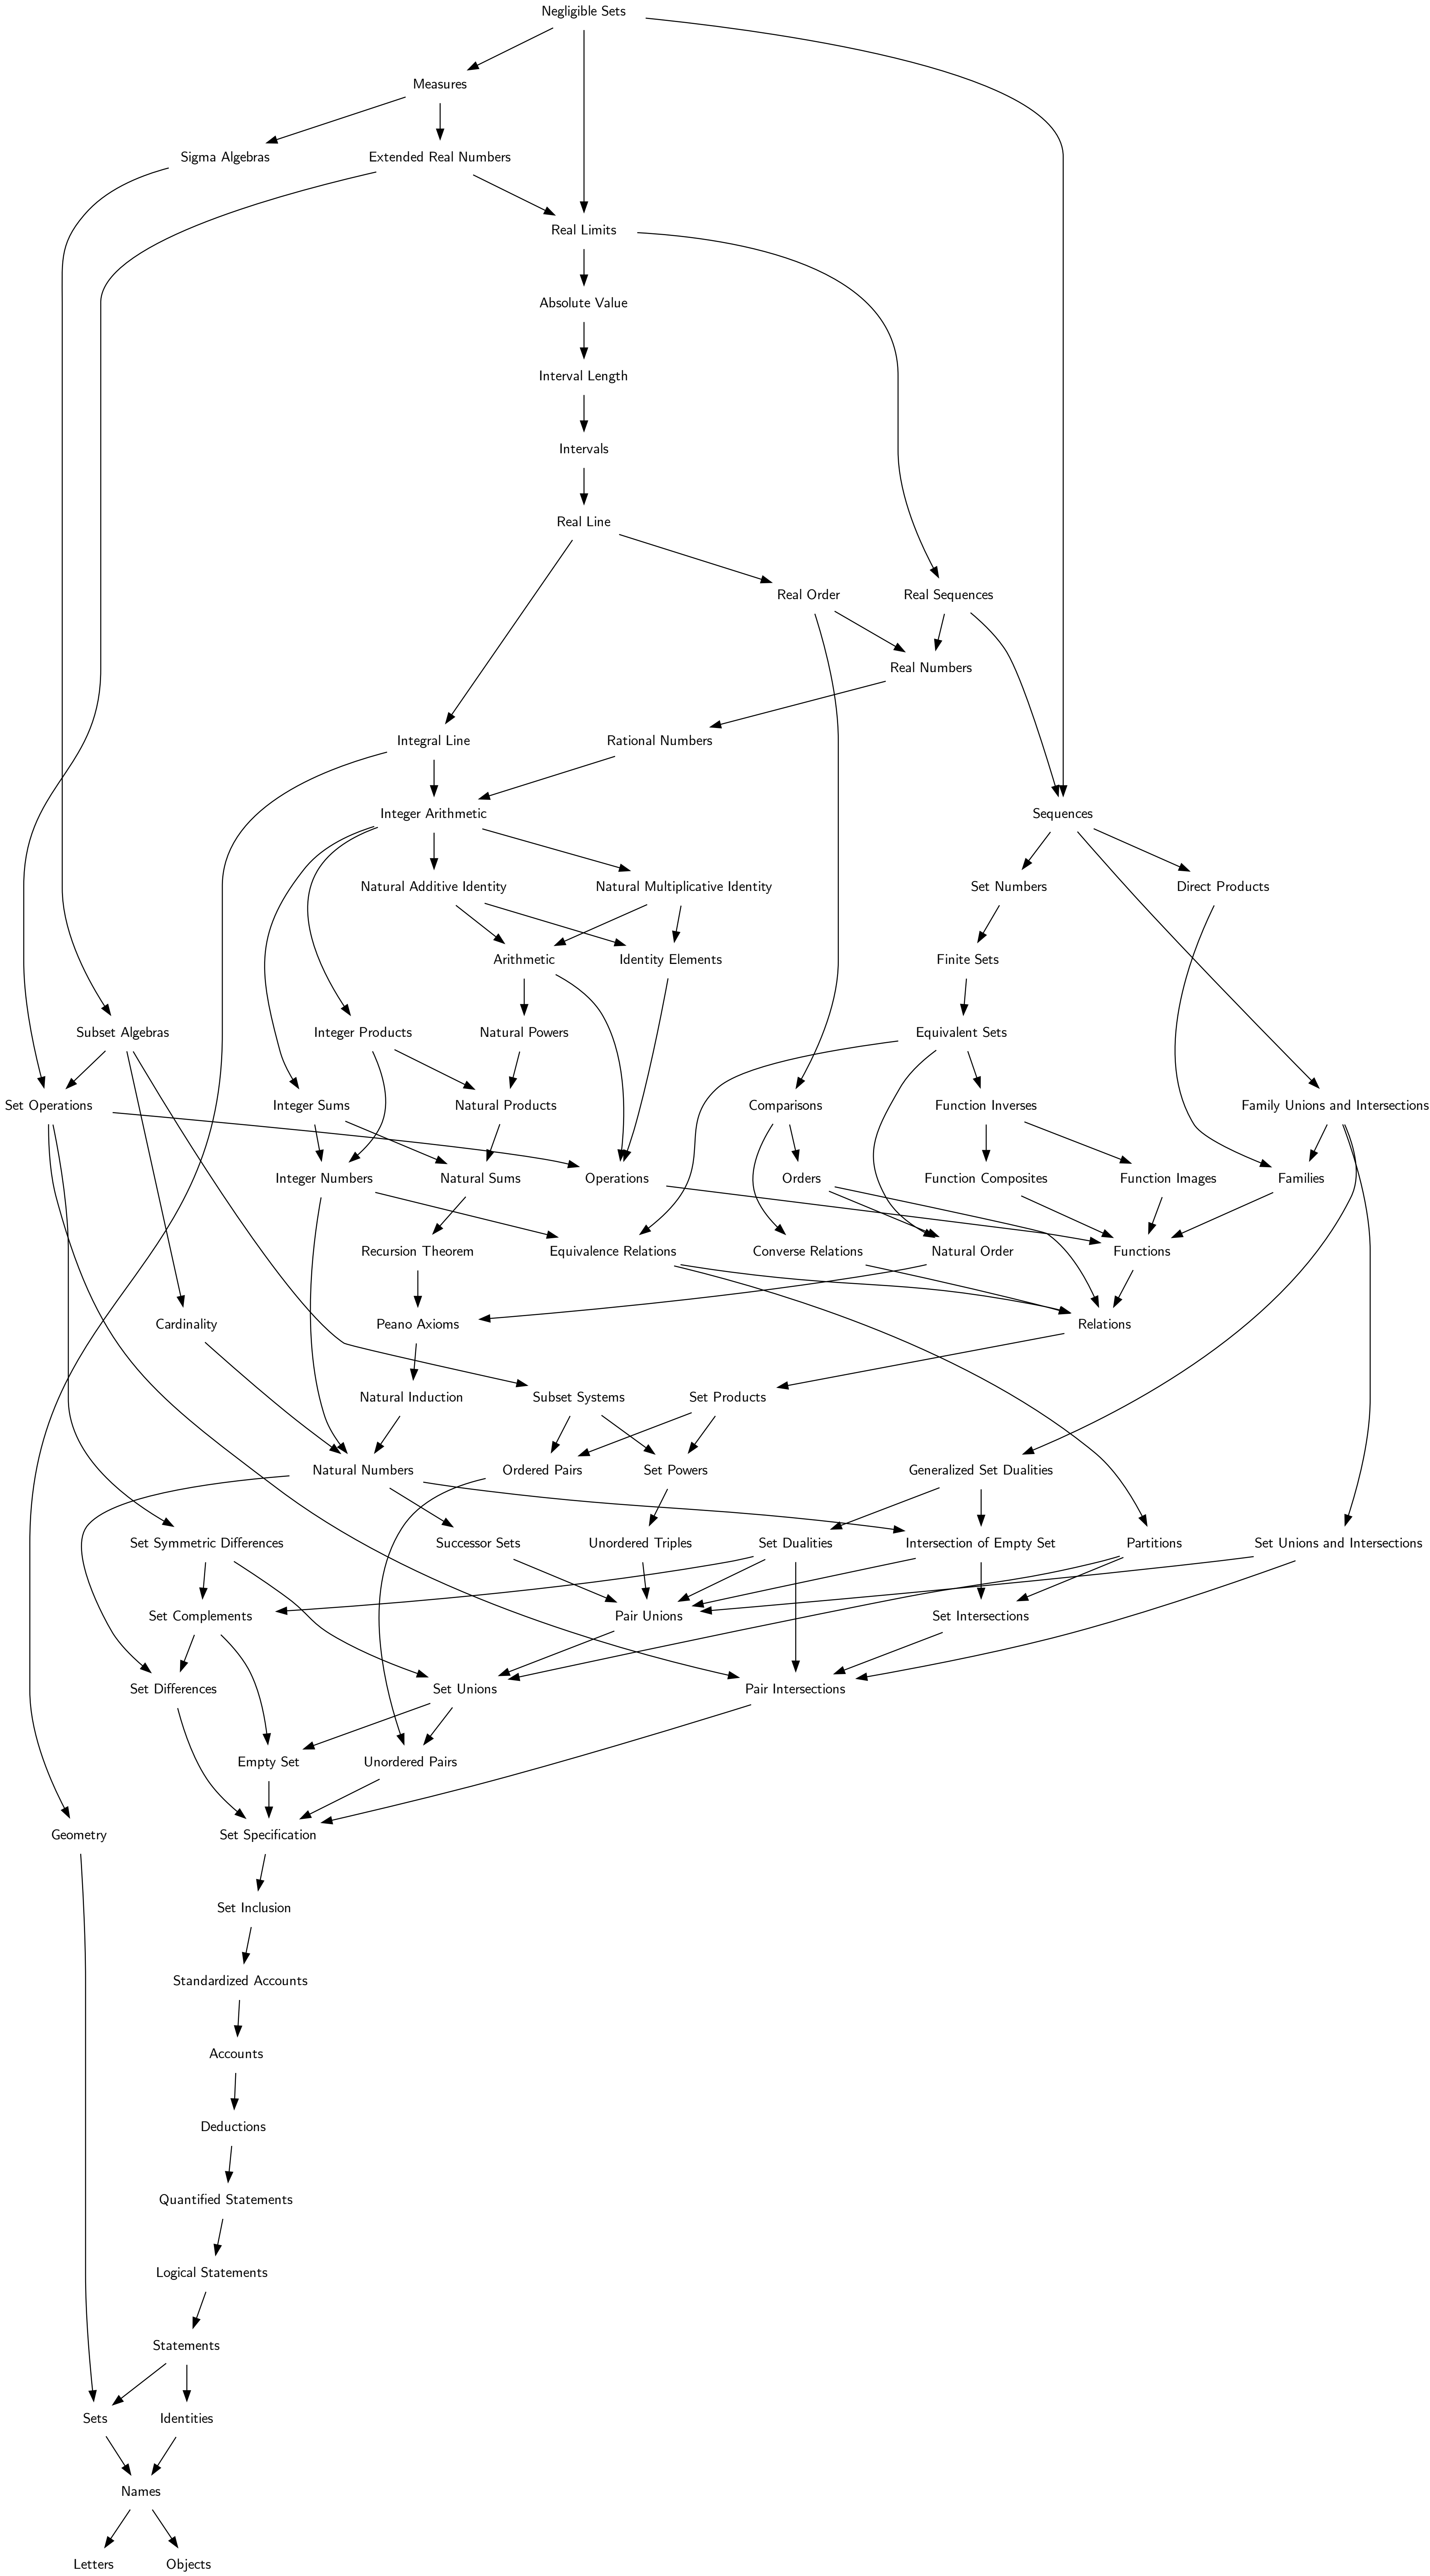 Negligible Sets
Measures
Sigma Algebras
Extended Real Numbers
Real Limits
Absolute Value
Interval Length
Intervals
Real Line
Real Order
Real Sequences
Real Numbers
Integral Line
Rational Numbers
Integer Arithmetic
Sequences
Natural Additive Identity
Natural Multiplicative Identity
Set Numbers
Direct Products
Arithmetic
Identity Elements
Finite Sets
Subset Algebras
Integer Products
Natural Powers
Equivalent Sets
Set Operations
Integer Sums
Natural Products
Comparisons
Function Inverses
Family Unions and Intersections
Integer Numbers
Natural Sums
Operations
Orders
Function Composites
Function Images
Families
Recursion Theorem
Equivalence Relations
Converse Relations
Natural Order
Functions
Cardinality
Peano Axioms
Relations
Natural Induction
Subset Systems
Set Products
Natural Numbers
Ordered Pairs
Set Powers
Generalized Set Dualities
Set Symmetric Differences
Successor Sets
Unordered Triples
Set Dualities
Intersection of Empty Set
Partitions
Set Unions and Intersections
Set Complements
Pair Unions
Set Intersections
Set Differences
Set Unions
Pair Intersections
Empty Set
Unordered Pairs
Geometry
Set Specification
Set Inclusion
Standardized Accounts
Accounts
Deductions
Quantified Statements
Logical Statements
Statements
Sets
Identities
Names
Letters
Objects